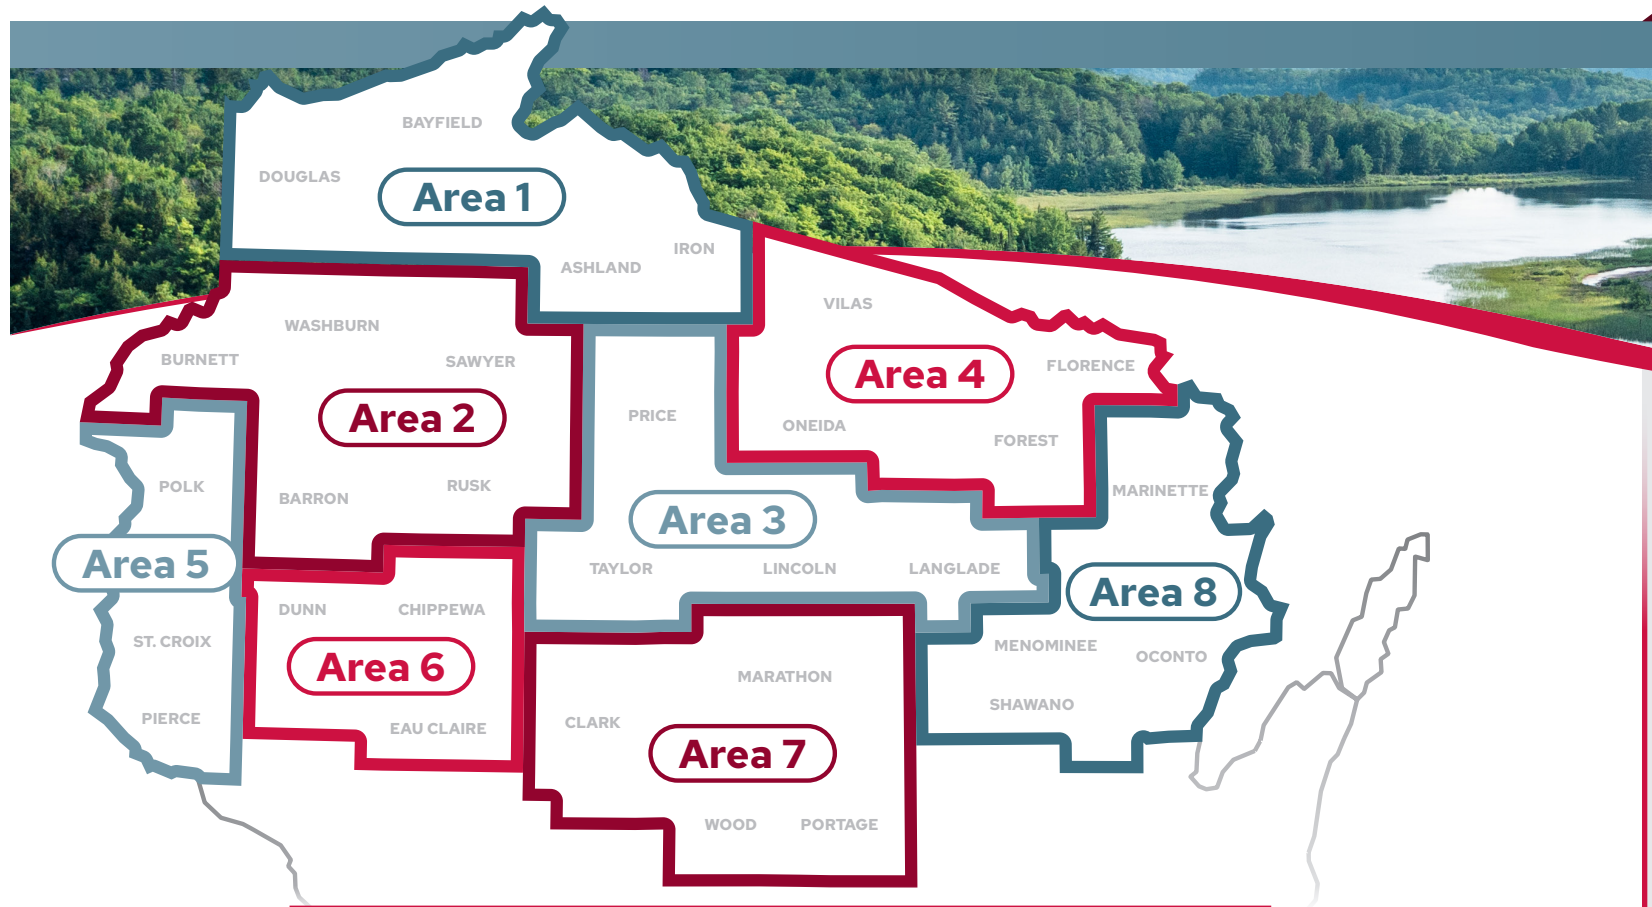 BAYFIELD
DOUGLAS
Area 1
IRON
ASHLAND
WASHBURN
BURNETT
SAWYER
Area 2
BARRON
RUSK
PRICE
Area 3
TAYLOR
LINCOLN
LANGLADE
VILAS
FLORENCE
Area 4
ONEIDA
FOREST
POLK
Area 5
ST. CROIX
PIERCE
DUNN
CHIPPEWA
Area 6
EAU CLAIRE
MARATHON
CLARK
Area 7
WOOD
PORTAGE
MARINETTE
Area 8
MENOMINEE
OCONTO
SHAWANO